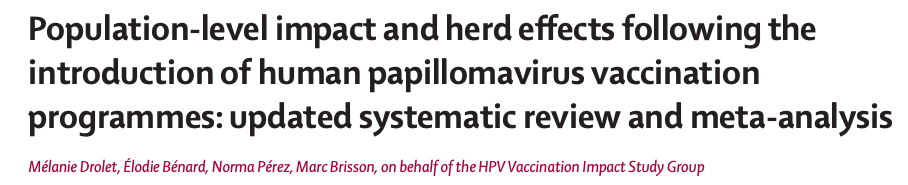 Population-level impact and herd effects following the
introduction of human papillomavirus vaccination
programmes: updated systematic review and meta-analysis
Mélanie Drolet, Élodie Bénard, Norma Pérez, Marc Brisson, on behalf of the HPV Vaccination Impact Study Group